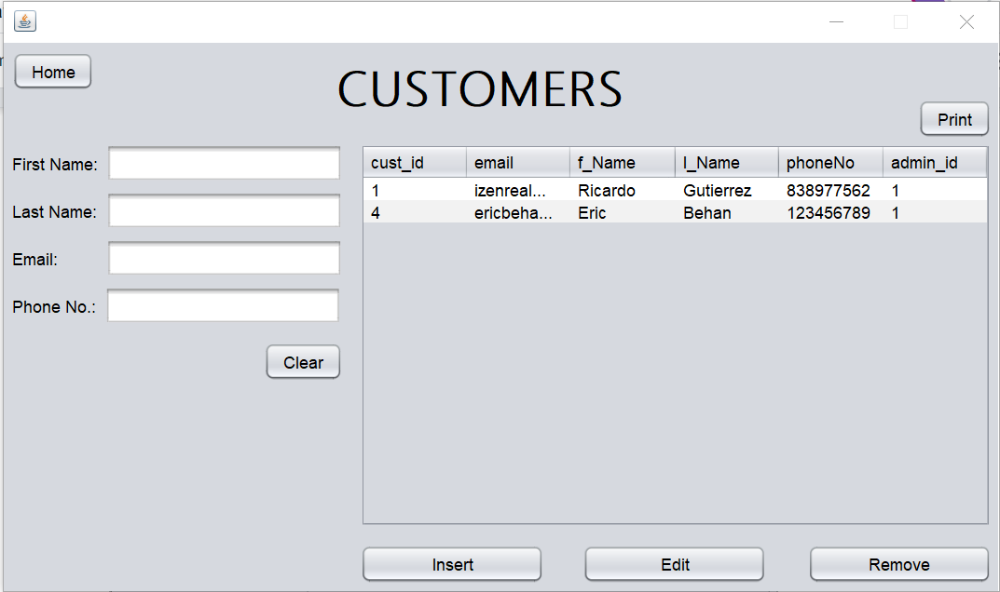 Home
CUSTOMERS
Print
First Name:
Last Name:
Email:
Phone No.:
Clear
cust_id email f_Name l_Name phoneNo admin_id
1 izenreal... Ricardo Gutierrez 838977562 1
4 ericbeha... Eric Behan 123456789 1
Insert Edit Remove